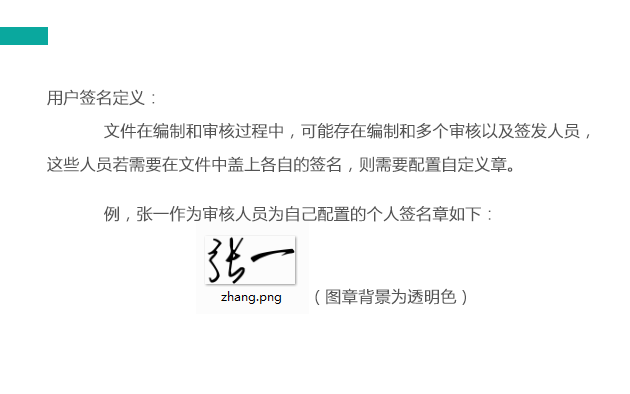 用户签名定义：
文件在编制和审核过程中，可能存在编制和多个审核以及签发人员，
这些人员若需要在文件中盖上各自的签名，则需要配置自定义章。
例，张一作为审核人员为自己配置的个人签名章如下：
张一
zhang.png
（图章背景为透明色）